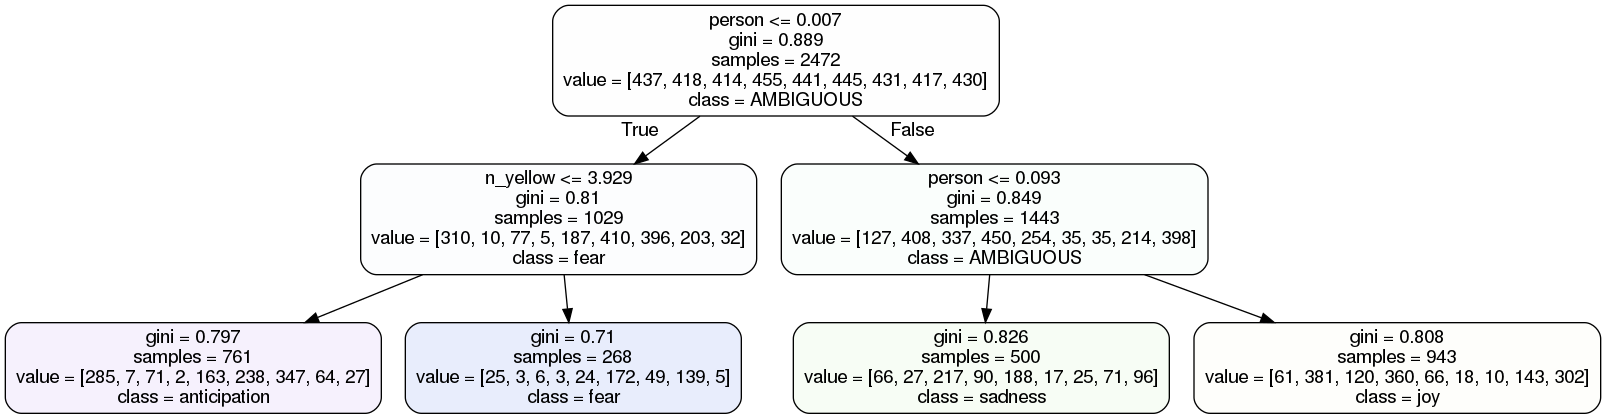 person <= 0.007
gini = 0.889
samples = 2472
value = [437, 418, 414, 455, 441, 445, 431, 417, 430]
class = AMBIGUOUS
True
False
n_yellow <= 3.929
gini = 0.81
samples = 1029
value = [310, 10, 77, 5, 187, 410, 396, 203, 32]
class = fear
person <= 0.093
gini = 0.849
samples = 1443
value = [127, 408, 337, 450, 254, 35, 35, 214, 398]
class = AMBIGUOUS
gini = 0.797
samples = 761
value = [285, 7, 71, 2, 163, 238, 347, 64, 27]
class = anticipation
gini = 0.71
samples = 268
value = [25, 3, 6, 3, 24, 172, 49, 139, 5]
class = fear
gini = 0.826
samples = 500
value = [66, 27, 217, 90, 188, 17, 25, 71, 96]
class = sadness
gini = 0.808
samples = 943
value = [61, 381, 120, 360, 66, 18, 10, 143, 302]
class = joy